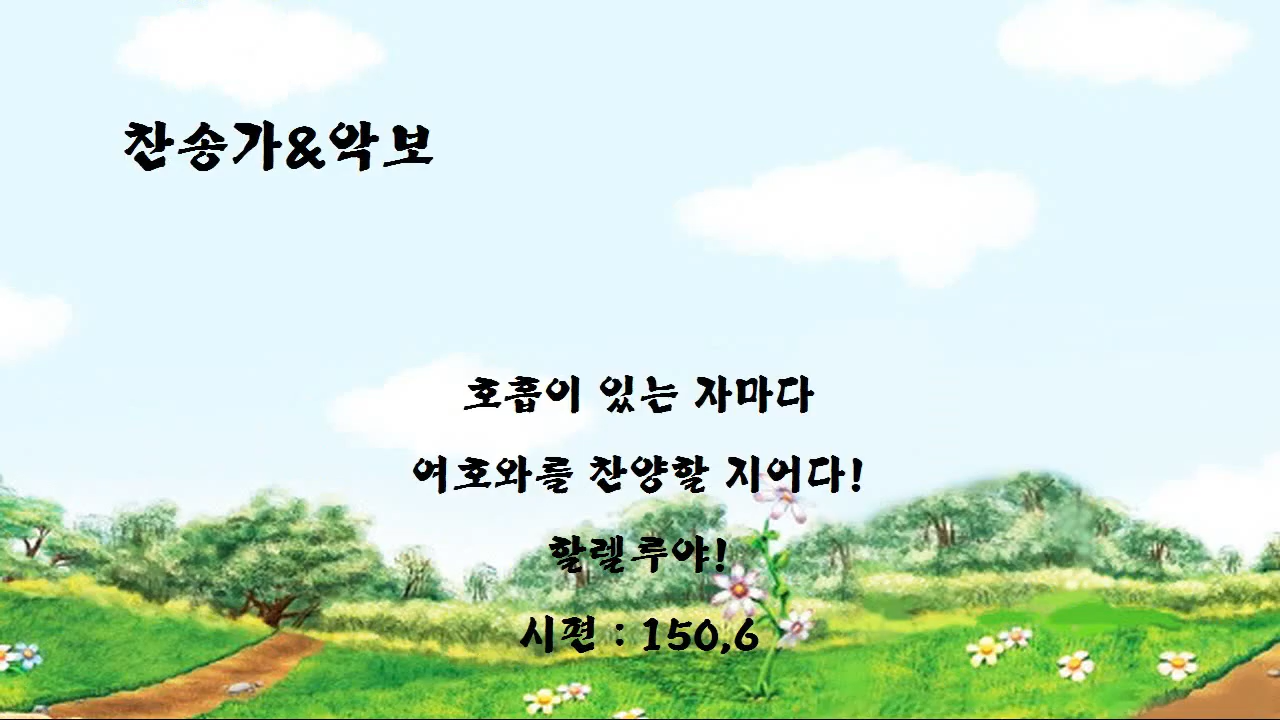 찬송가&악보
호흡이 있는 자마다
여호와를 찬양할 지어다!
할렐루야!
시편 : 150,6